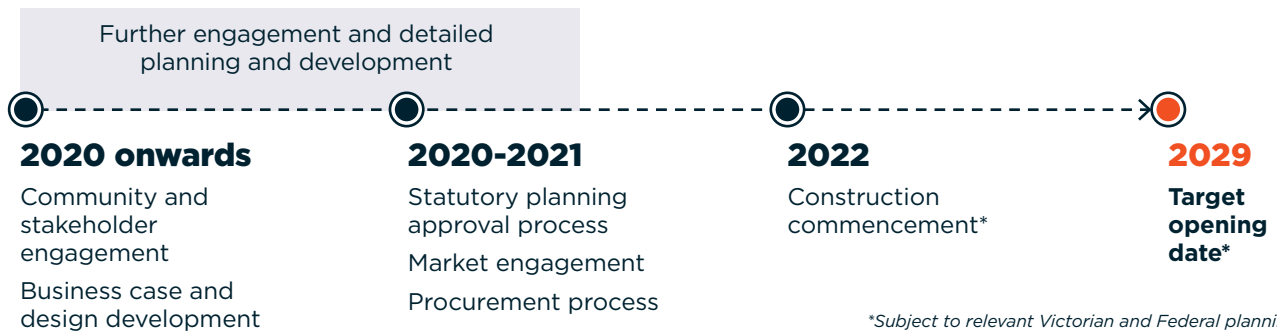 Further engagement and detailed
planning and development
2020 onwards
Community and
stakeholder
engagement
Business case and
design development
2020-2021
Statutory planning
approval process
Market engagement
Procurement process
2022
Construction
commencement*
2029
Target
opening
date*
*Subject to relevant Victorian and Federal